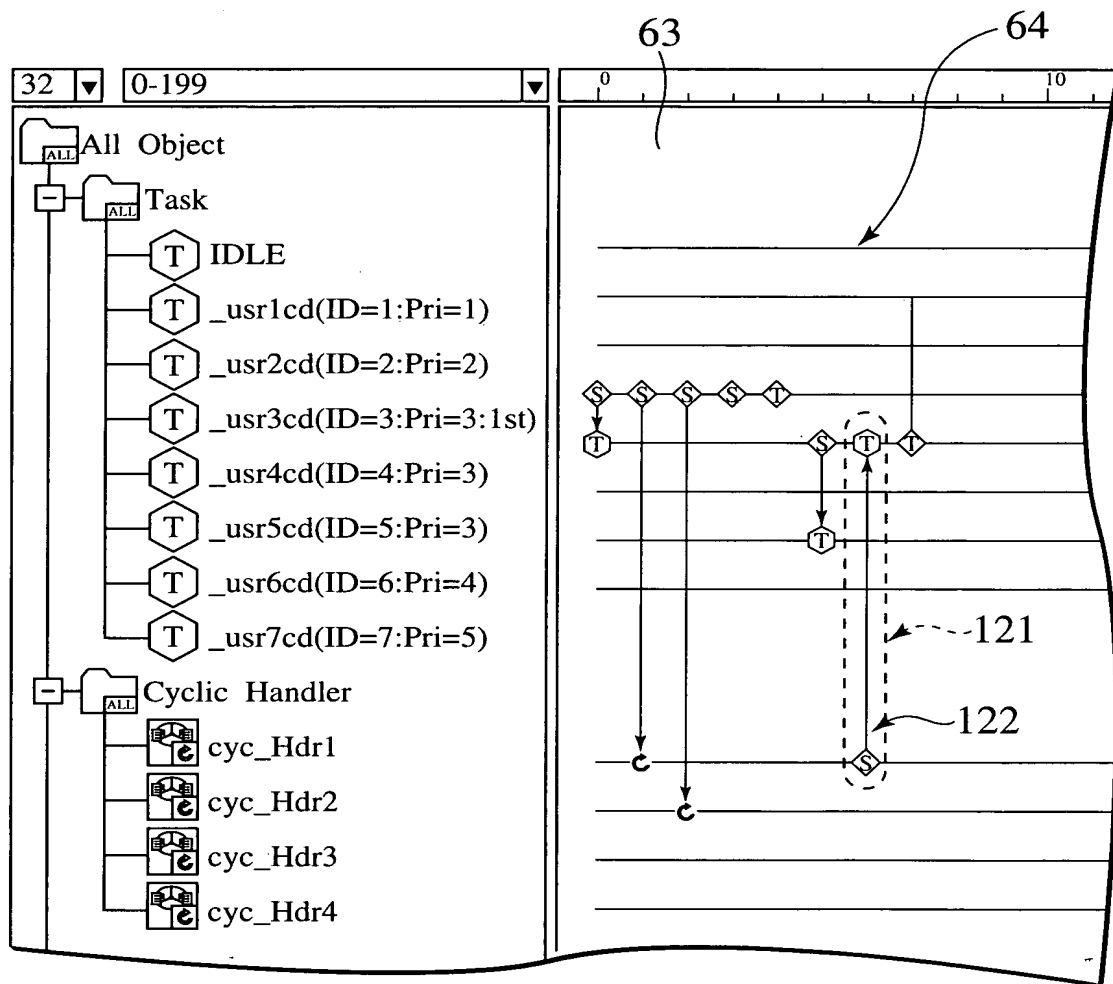 63
64
32 0-199
0 10
ALL All Object
ALL Task
T IDLE
T _usr1cd(ID=1:Pri=1)
T _usr2cd(ID=2:Pri=2)
T _usr3cd(ID=3:Pri=3:1st)
T _usr4cd(ID=4:Pri=3)
T _usr5cd(ID=5:Pri=3)
T _usr6cd(ID=6:Pri=4)
T _usr7cd(ID=7:Pri=5)
S S S S T
T S T T
T
121
122
S
ALL Cyclic Handler
cyc_Hdr1
cyc_Hdr2
cyc_Hdr3
cyc_Hdr4